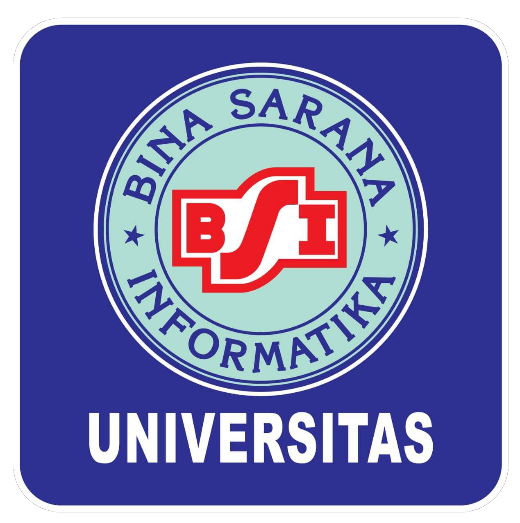 BINA SARANA
BSI
INFORMATIKA
UNIVERSITAS